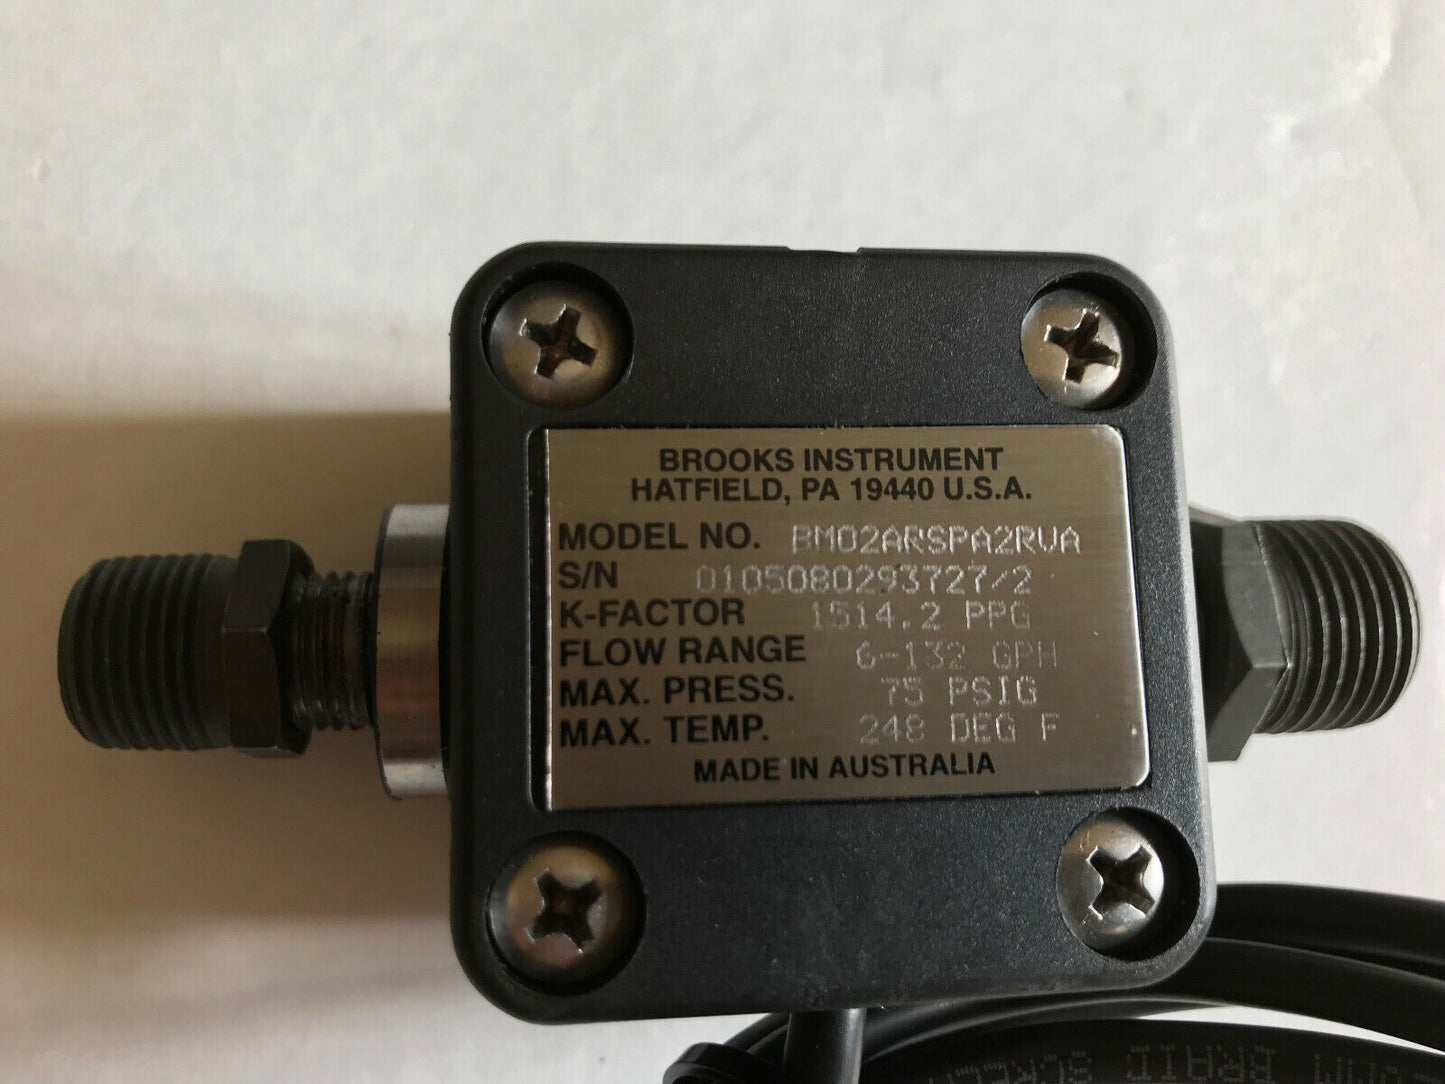 BROOKS INSTRUMENT
HATFIELD, PA 19440 U.S.A.
MODEL NO. BM02ARSPA2RVA
S/N 0105080293727/2
K-FACTOR 1514.2 PPG
FLOW RANGE 6-132 GPH
MAX. PRESS. 75 PSIG
MAX. TEMP. 248 DEG F
MADE IN AUSTRALIA
BRAID